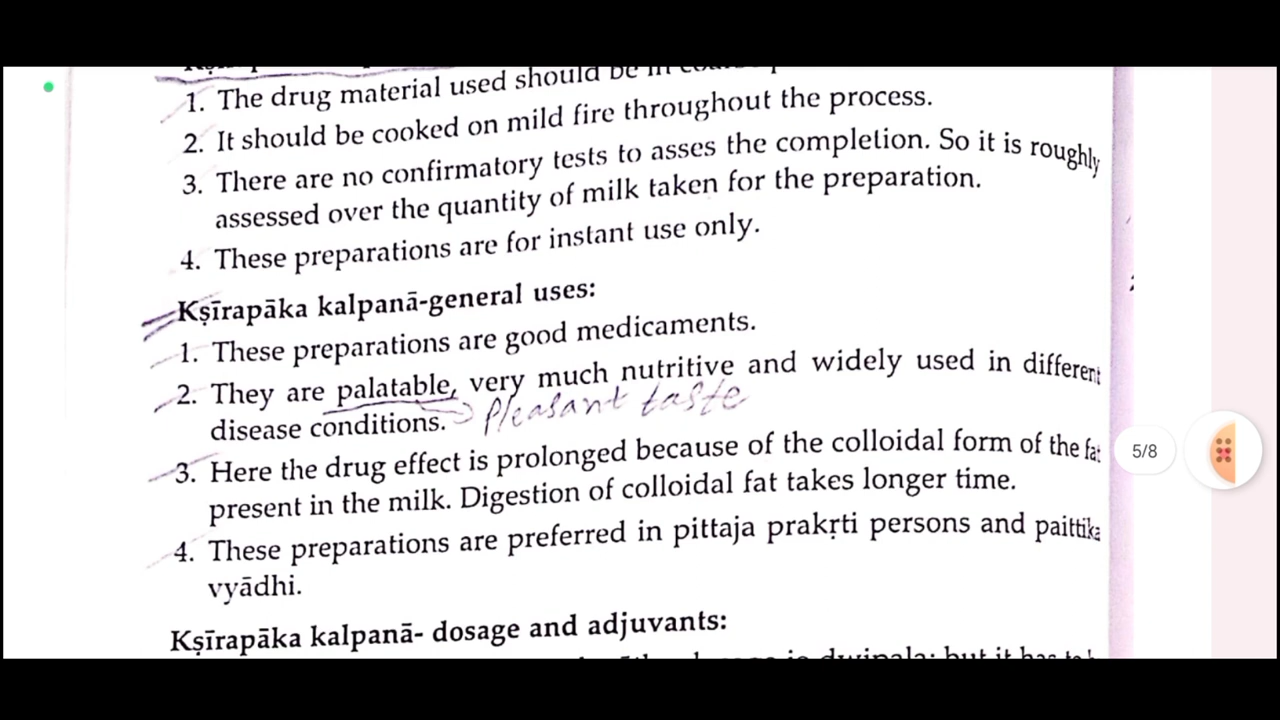 1. The drug material used should be in
2. It should be cooked on mild fire throughout the process.
3. There are no confirmatory tests to asses the completion. So it is roughly
assessed over the quantity of milk taken for the preparation.
4. These preparations are for instant use only.
Kṣīrapāka kalpanā-general uses:
1. These preparations are good medicaments.
2. They are palatable, very much nutritive and widely used in different
disease conditions. Pleasant taste
3. Here the drug effect is prolonged because of the colloidal form of the fat
present in the milk. Digestion of colloidal fat takes longer time.
4. These preparations are preferred in pittaja prakṛti persons and paittika
vyādhi.
Kṣīrapāka kalpanā- dosage and adjuvants:
dwipala; but it has
5/8